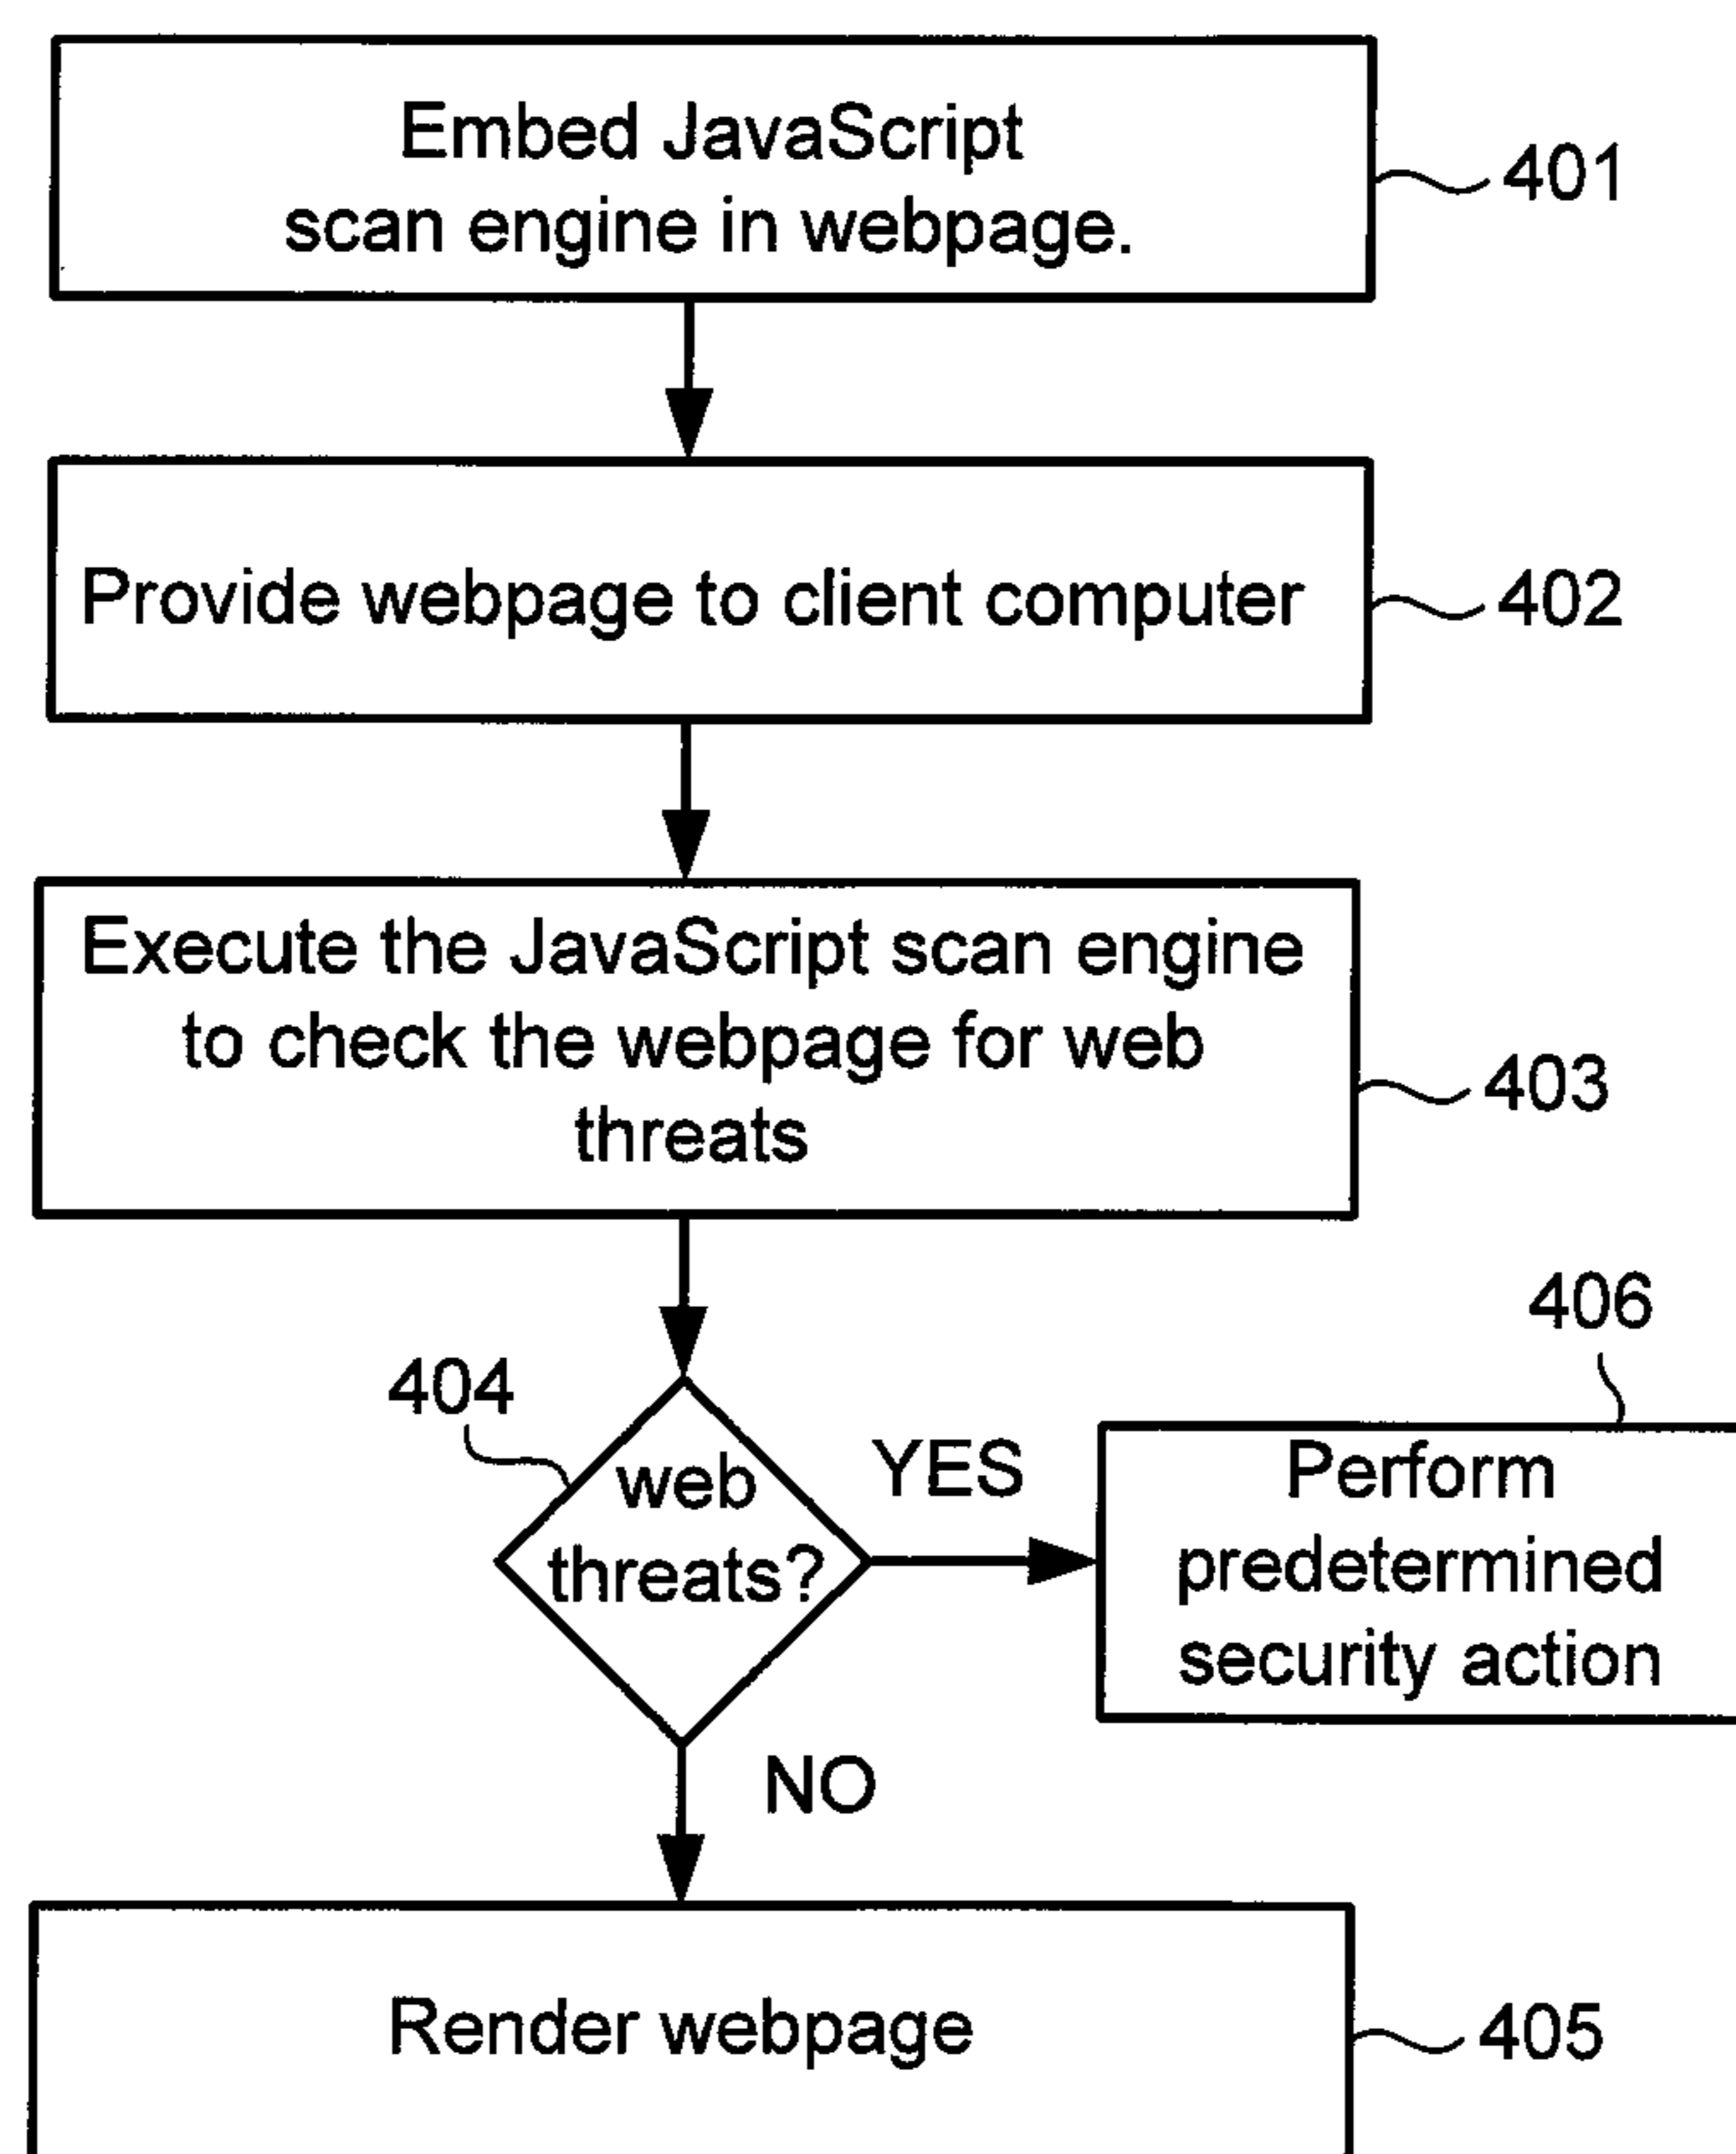 Embed JavaScript
scan engine in webpage.
401
Provide webpage to client computer
402
Execute the JavaScript scan engine
to check the webpage for web
threats
403
404
web
threats?
YES
406
Perform
predetermined
security action
NO
Render webpage
405